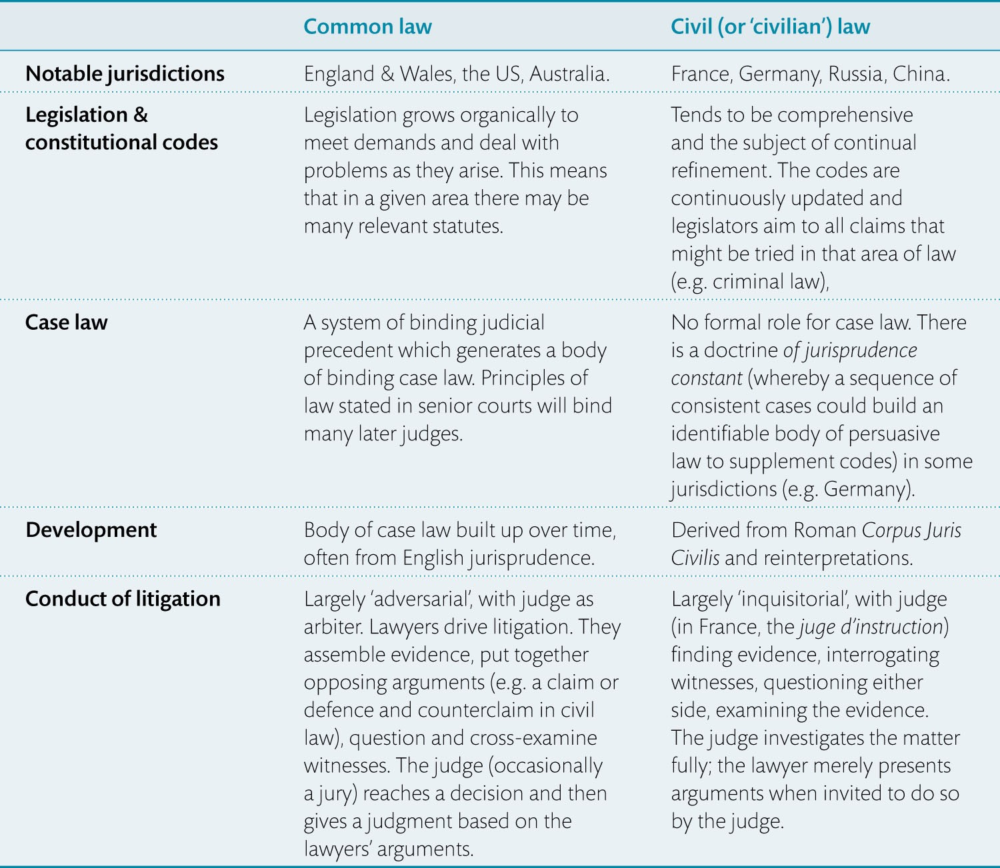 Common law
Civil (or ‘civilian’) law
Notable jurisdictions
England & Wales, the US, Australia.
France, Germany, Russia, China.
Legislation &
constitutional codes
Legislation grows organically to
meet demands and deal with
problems as they arise. This means
that in a given area there may be
many relevant statutes.
Tends to be comprehensive
and the subject of continual
refinement. The codes are
continuously updated and
legislators aim to all claims that
might be tried in that area of law
(e.g. criminal law),
Case law
A system of binding judicial
precedent which generates a body
of binding case law. Principles of
law stated in senior courts will bind
many later judges.
No formal role for case law. There
is a doctrine of jurisprudence
constant (whereby a sequence of
consistent cases could build an
identifiable body of persuasive
law to supplement codes) in some
jurisdictions (e.g. Germany).
Development
Body of case law built up over time,
often from English jurisprudence.
Derived from Roman Corpus Juris
Civilis and reinterpretations.
Conduct of litigation
Largely ‘adversarial’, with judge as
arbiter. Lawyers drive litigation. They
assemble evidence, put together
opposing arguments (e.g. a claim or
defence and counterclaim in civil
law), question and cross-examine
witnesses. The judge (occasionally
a jury) reaches a decision and then
gives a judgment based on the
lawyers’ arguments.
Largely ‘inquisitorial’, with judge
(in France, the juge d’instruction)
finding evidence, interrogating
witnesses, questioning either
side, examining the evidence.
The judge investigates the matter
fully; the lawyer merely presents
arguments when invited to do so
by the judge.